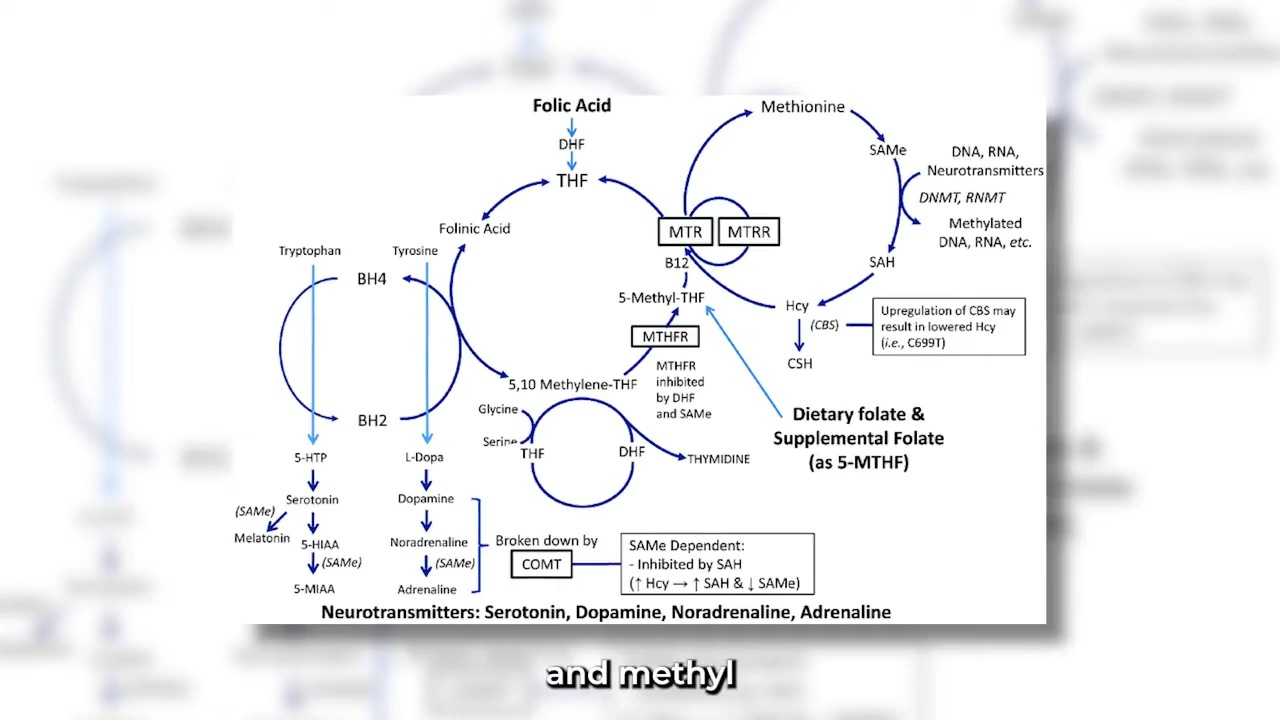 Folic Acid
DHF
THF
Folinic Acid
Methionine
SAMe
DNA, RNA,
Neurotransmitters
DNMT, RNMT
Methylated
DNA, RNA, etc.
MTR
MTRR
B12
SAH
5-Methyl-THF
Hcy
(CBS)
CSH
Upregulation of CBS may
result in lowered Hcy
(i.e., C699T)
MTHFR
MTHFR
inhibited
by DHF
and SAMe
Tryptophan
Tyrosine
BH4
BH2
5,10 Methylene-THF
Glycine
Serine
THF
DHF
THYMIDINE
Dietary folate &
Supplemental Folate
(as 5-MTHF)
5-HTP
Serotonin
(SAMe)
Melatonin
5-HIAA
(SAMe)
5-MIAA
L-Dopa
Dopamine
Noradrenaline
(SAMe)
Adrenaline
Broken down by
COMT
SAMe Dependent:
- Inhibited by SAH
(↑ Hcy → ↑ SAH & ↓ SAMe)
Neurotransmitters: Serotonin, Dopamine, Noradrenaline, Adrenaline
and methyl